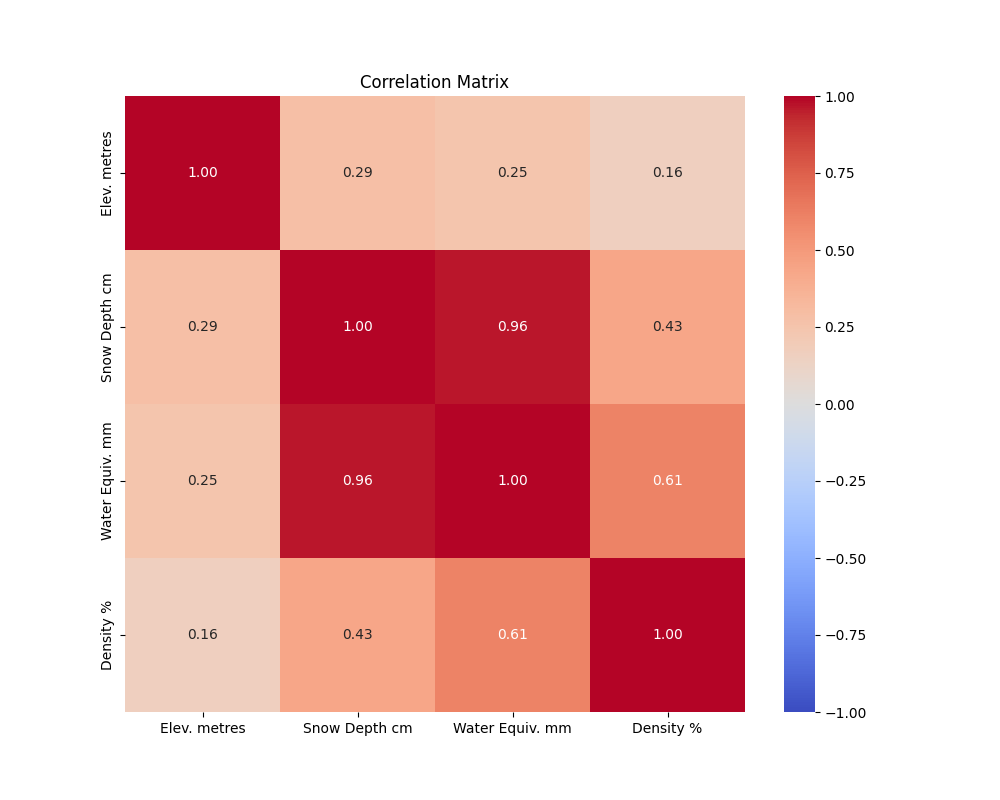 Correlation Matrix
Elev. metres
1.00 0.29 0.25 0.16
Snow Depth cm
0.29 1.00 0.96 0.43
Water Equiv. mm
0.25 0.96 1.00 0.61
Density %
0.16 0.43 0.61 1.00
Elev. metres Snow Depth cm Water Equiv. mm Density %
1.00
0.75
0.50
0.25
0.00
−0.25
−0.50
−0.75
−1.00